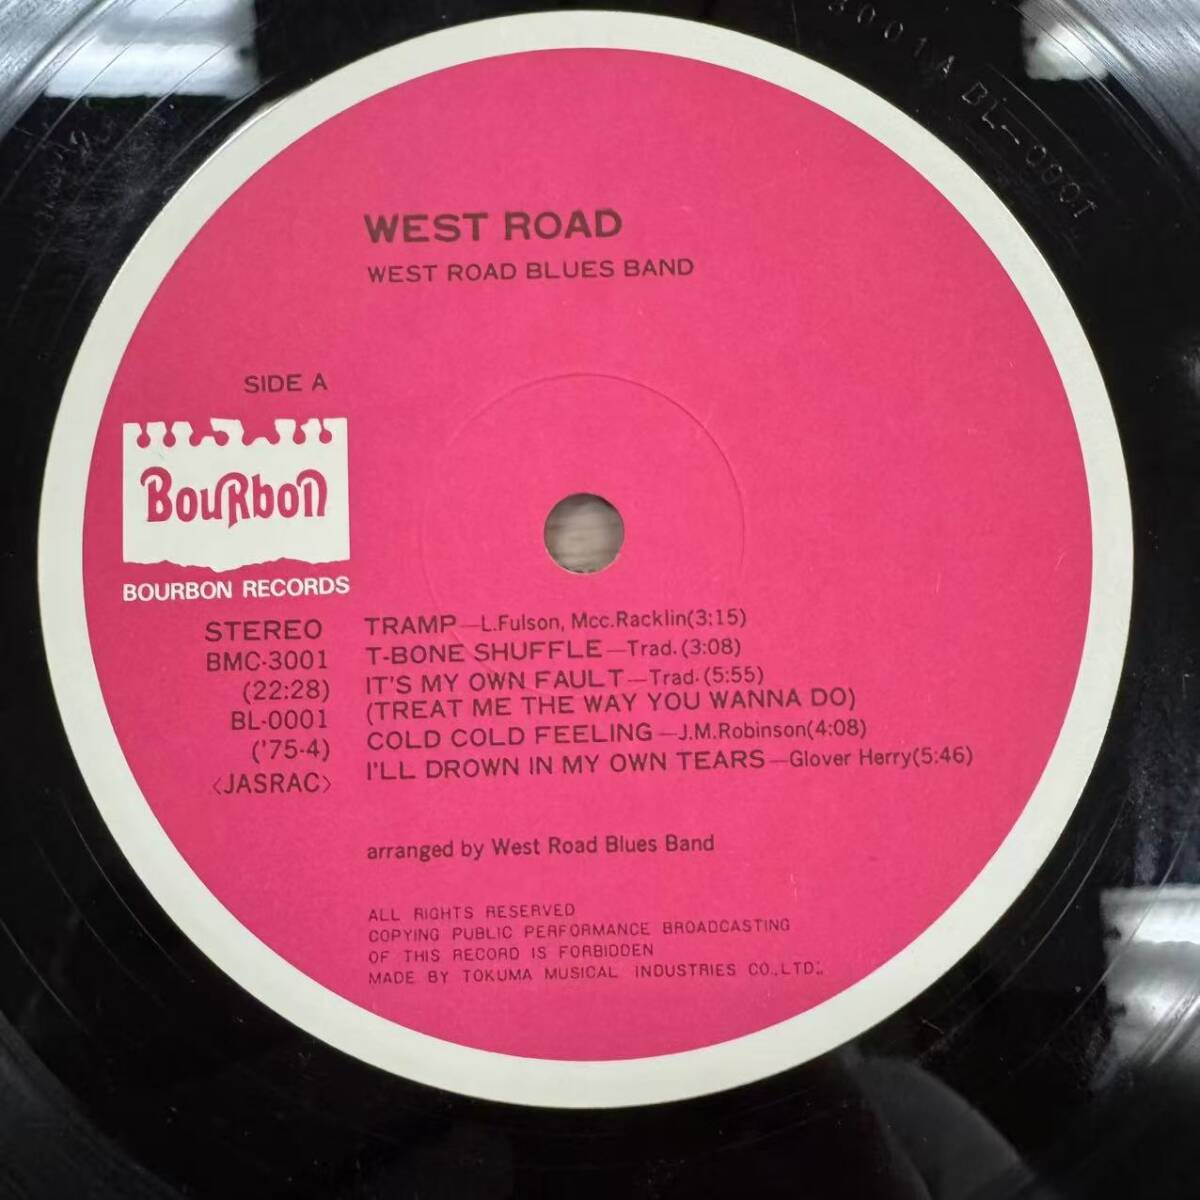 3001A BL-0001
WEST ROAD
WEST ROAD BLUES BAND
SIDE A
BouRboN
BOURBON RECORDS
STEREO
BMC-3001
(22:28)
BL-0001
('75-4)
<JASRAC>
TRAMP—L.Fulson, Mcc.Racklin(3:15)
T-BONE SHUFFLE—Trad. (3:08)
IT'S MY OWN FAULT—Trad. (5:55)
(TREAT ME THE WAY YOU WANNA DO)
COLD COLD FEELING—J.M.Robinson(4:08)
I'LL DROWN IN MY OWN TEARS—Glover Herry(5:46)
arranged by West Road Blues Band
ALL RIGHTS RESERVED
COPYING PUBLIC PERFORMANCE BROADCASTING
OF THIS RECORD IS FORBIDDEN
MADE BY TOKUMA MUSICAL INDUSTRIES CO.,LTD.,